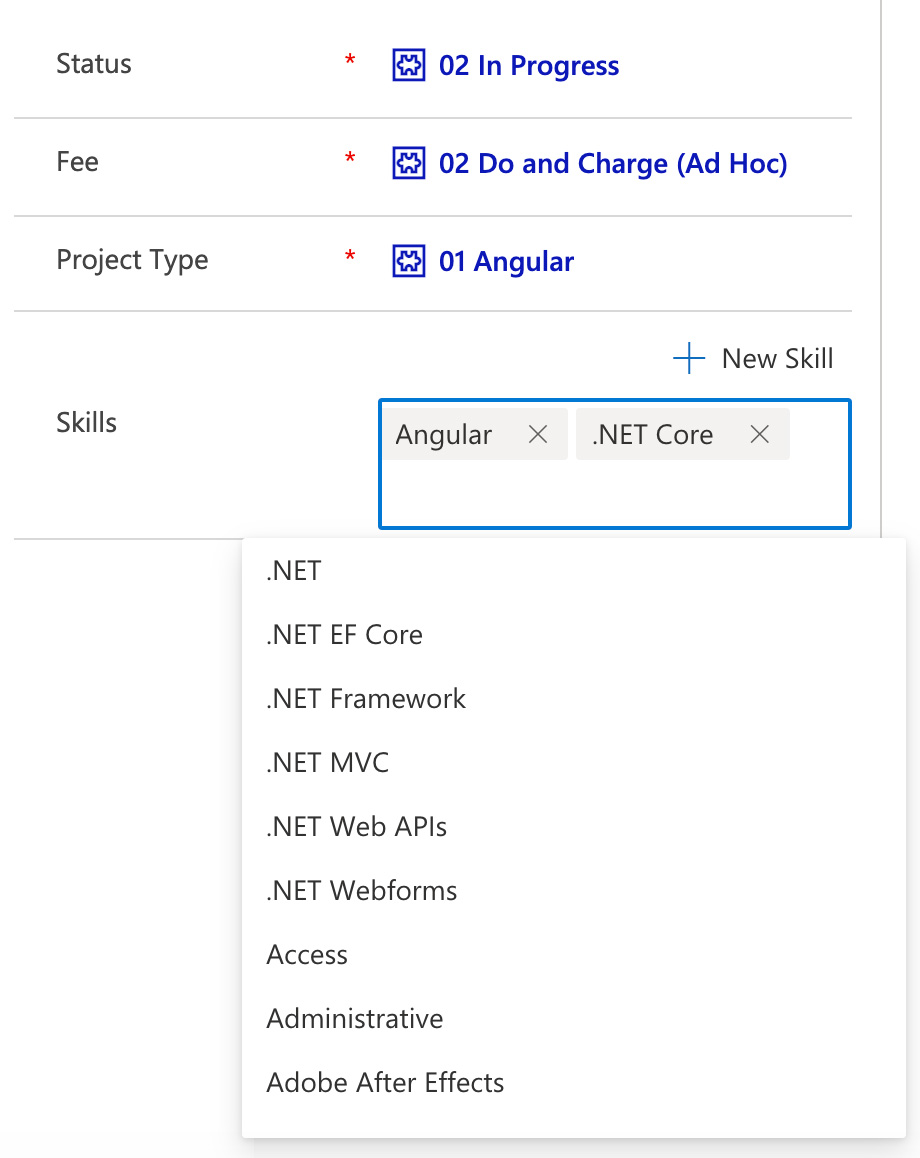 Status * 02 In Progress
Fee * 02 Do and Charge (Ad Hoc)
Project Type * 01 Angular
New Skill
Skills
Angular .NET Core
.NET
.NET EF Core
.NET Framework
.NET MVC
.NET Web APIs
.NET Webforms
Access
Administrative
Adobe After Effects